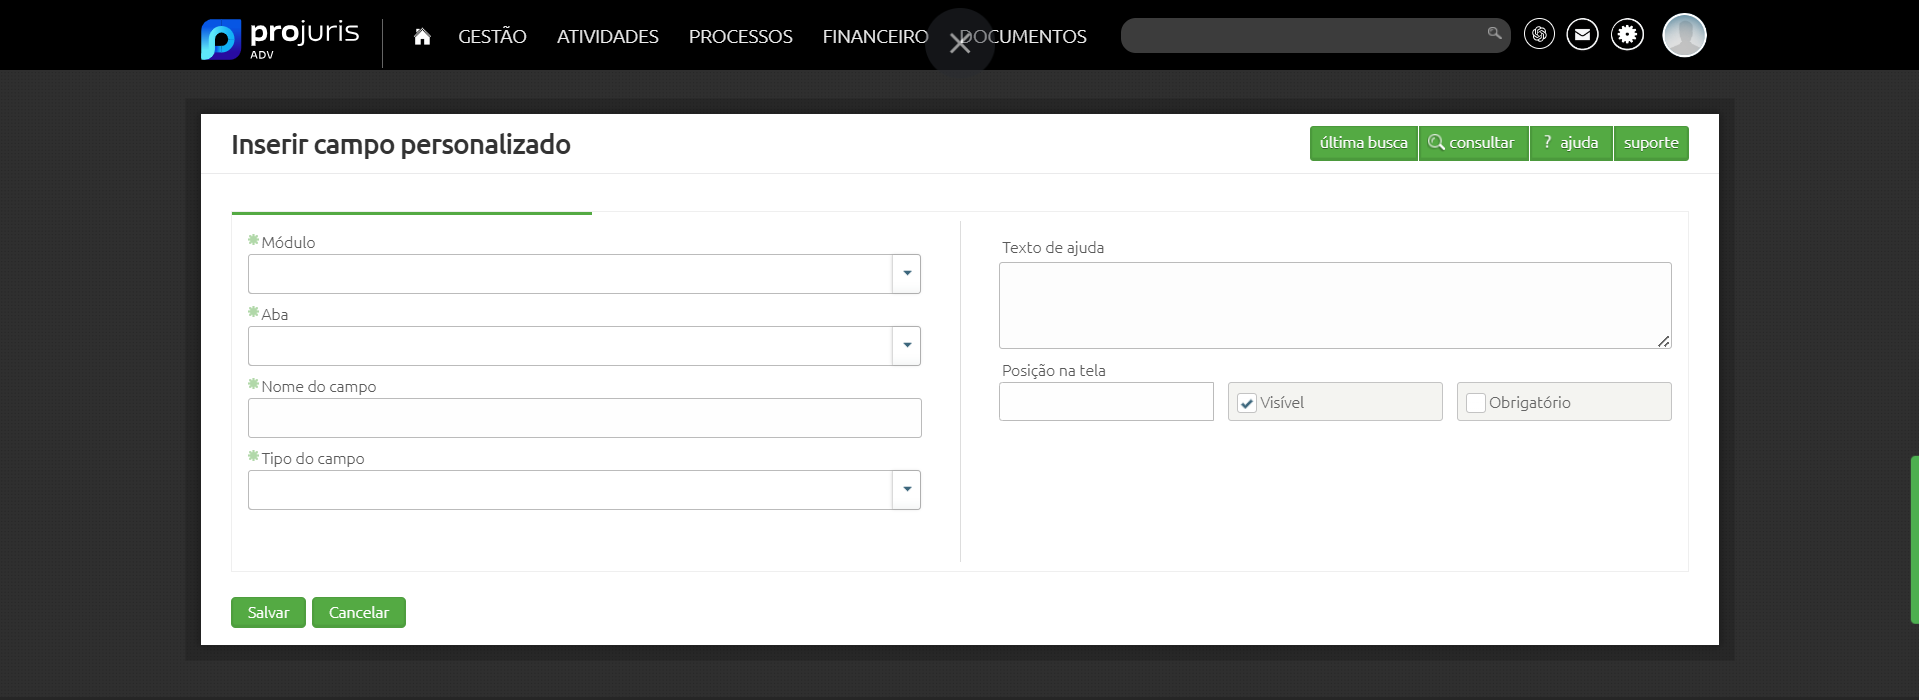 projuris
ADV
GESTÃO ATIVIDADES PROCESSOS FINANCEIRO DOCUMENTOS
Inserir campo personalizado
última busca consultar ? ajuda suporte
Módulo
Aba
Nome do campo
Tipo do campo
Texto de ajuda
Posição na tela
Visível
Obrigatório
Salvar Cancelar